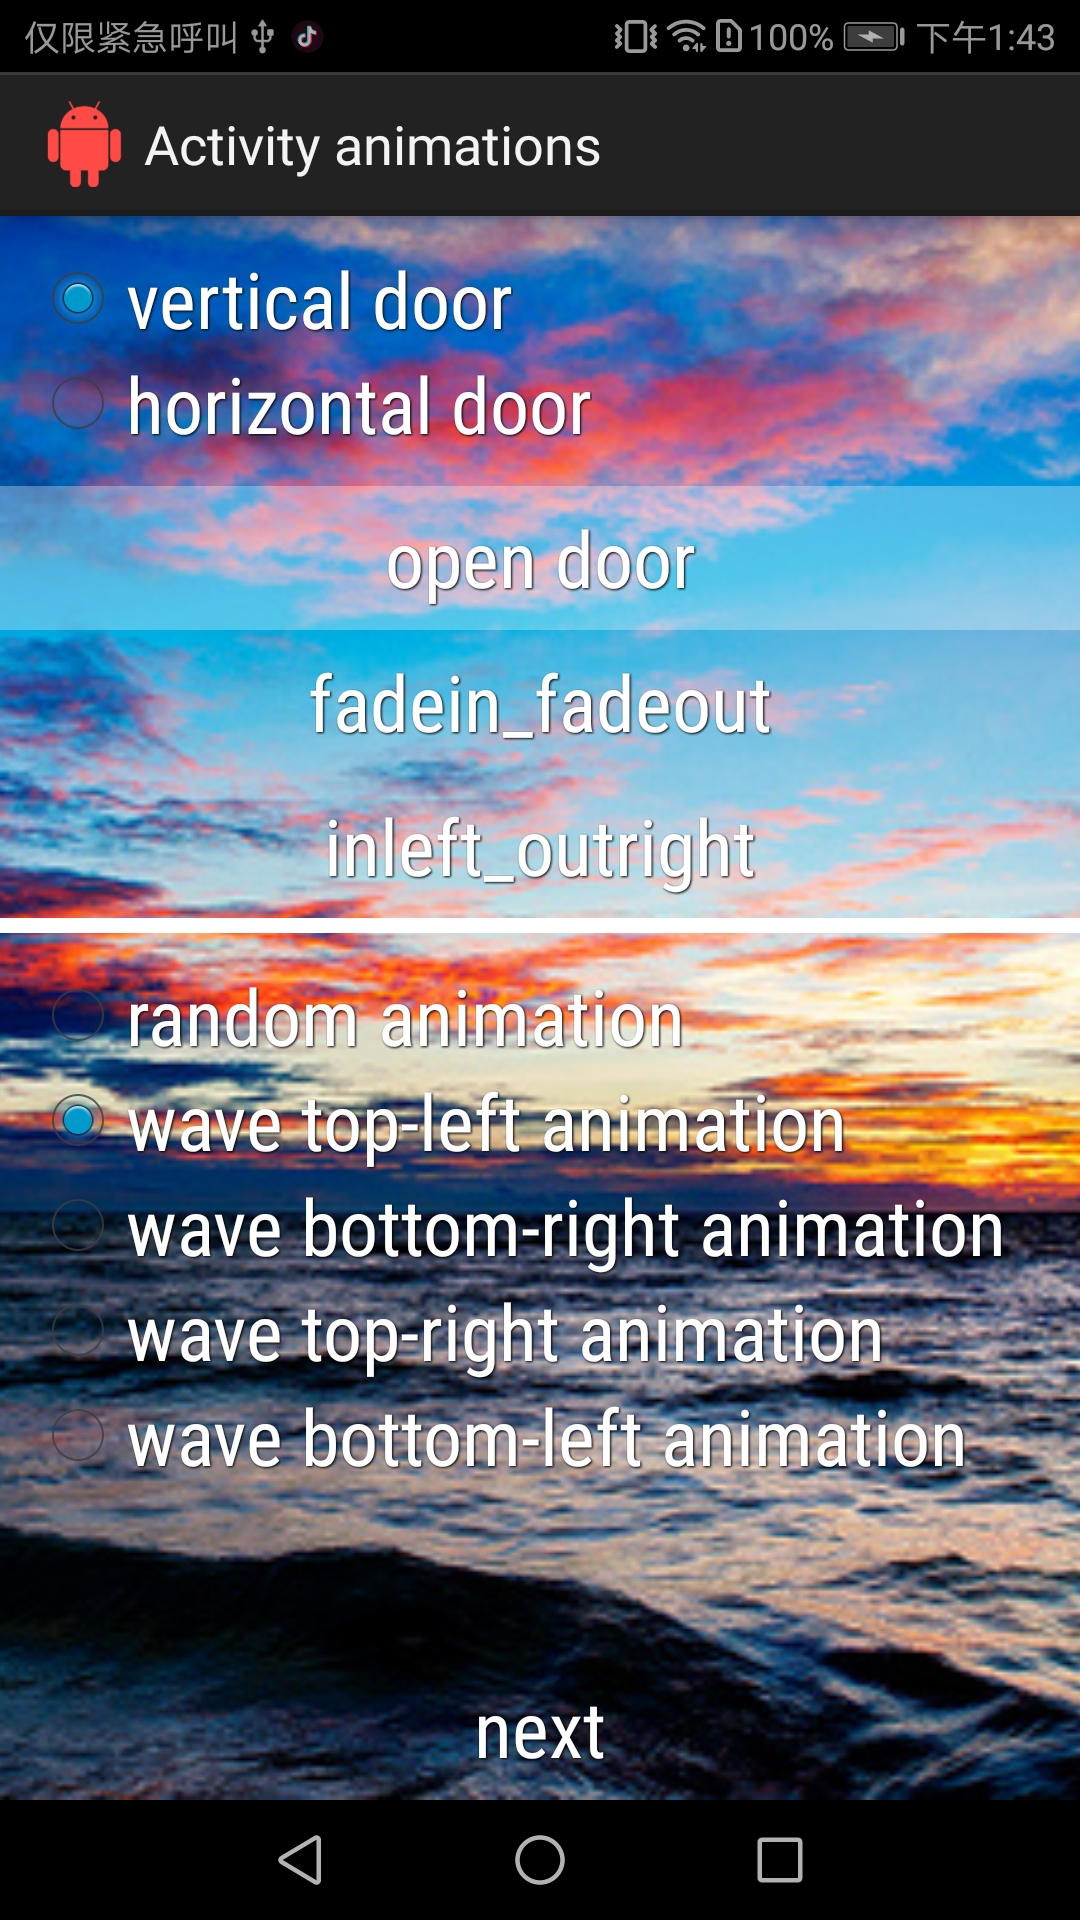 仅限紧急呼叫 100% 下午1:43
Activity animations
vertical door
horizontal door
open door
fadein_fadeout
inleft_outright
random animation
wave top-left animation
wave bottom-right animation
wave top-right animation
wave bottom-left animation
next